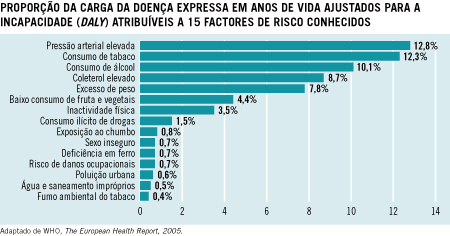 PROPORÇÃO DA CARGA DA DOENÇA EXPRESSA EM ANOS DE VIDA AJUSTADOS PARA A
INCAPACIDADE (DALY) ATRIBUÍVEIS A 15 FACTORES DE RISCO CONHECIDOS
Pressão arterial elevada 12,8%
Consumo de tabaco 12,3%
Consumo de álcool 10,1%
Coleterol elevado 8,7%
Excesso de peso 7,8%
Baixo consumo de fruta e vegetais 4,4%
Inactividade física 3,5%
Consumo ilícito de drogas 1,5%
Exposição ao chumbo 0,8%
Sexo inseguro 0,7%
Deficiência em ferro 0,7%
Risco de danos ocupacionais 0,7%
Poluição urbana 0,6%
Água e saneamento impróprios 0,5%
Fumo ambiental do tabaco 0,4%
0 2 4 6 8 10 12 14
Adaptado de WHO, The European Health Report, 2005.